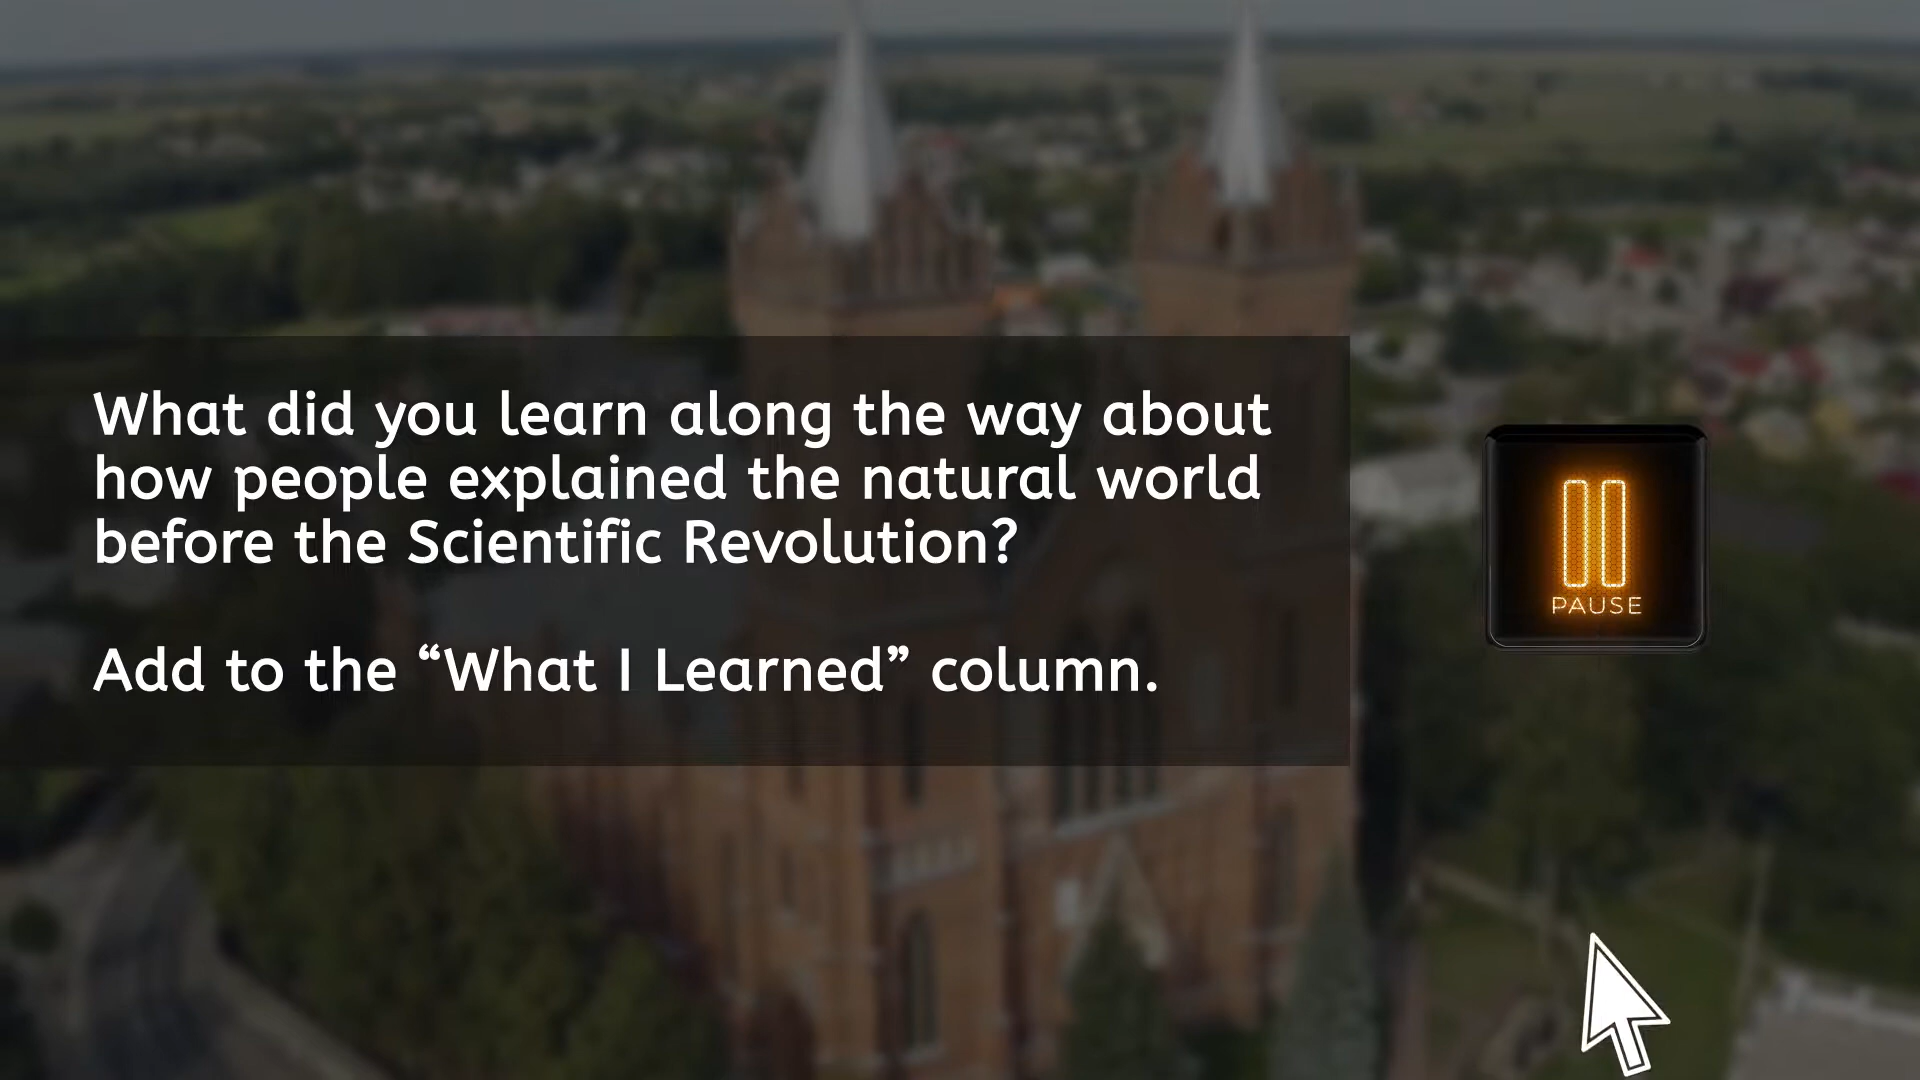 What did you learn along the way about
how people explained the natural world
before the Scientific Revolution?
Add to the “What I Learned” column.
PAUSE